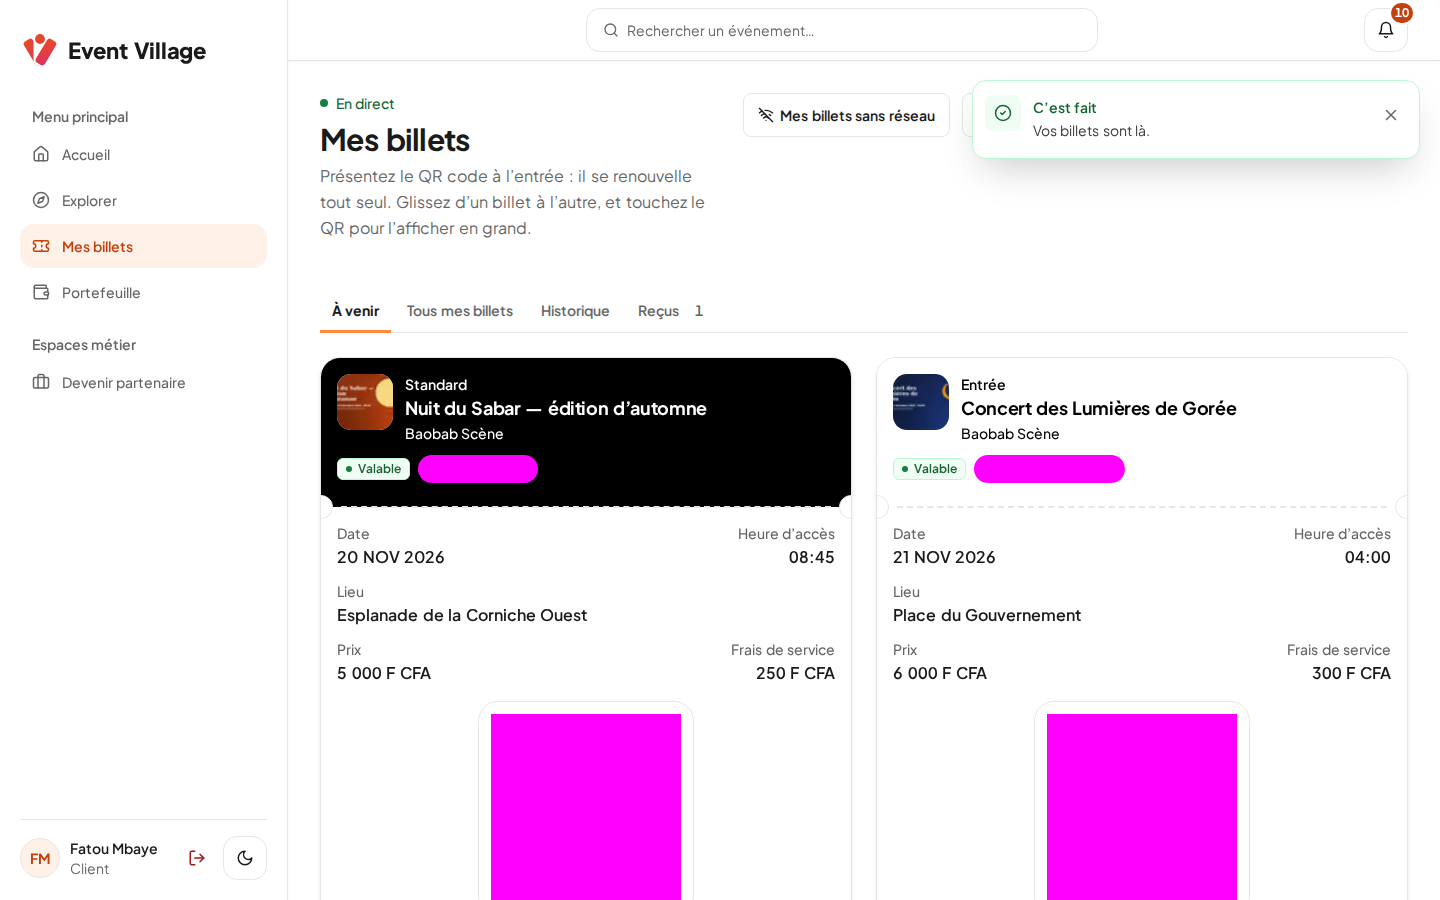 Event Village
Rechercher un événement…
10
Menu principal
Accueil
Explorer
Mes billets
Portefeuille
Espaces métier
Devenir partenaire
FM
Fatou Mbaye
Client
En direct
Mes billets
Présentez le QR code à l’entrée : il se renouvelle
tout seul. Glissez d’un billet à l’autre, et touchez le
QR pour l’afficher en grand.
Mes billets sans réseau
C’est fait
Vos billets sont là.
À venir
Tous mes billets
Historique
Reçus 1
Standard
Nuit du Sabar — édition d’automne
Baobab Scène
Valable
Date
Heure d’accès
20 NOV 2026
08:45
Lieu
Esplanade de la Corniche Ouest
Prix
Frais de service
5 000 F CFA
250 F CFA
Entrée
Concert des Lumières de Gorée
Baobab Scène
Valable
Date
Heure d’accès
21 NOV 2026
04:00
Lieu
Place du Gouvernement
Prix
Frais de service
6 000 F CFA
300 F CFA